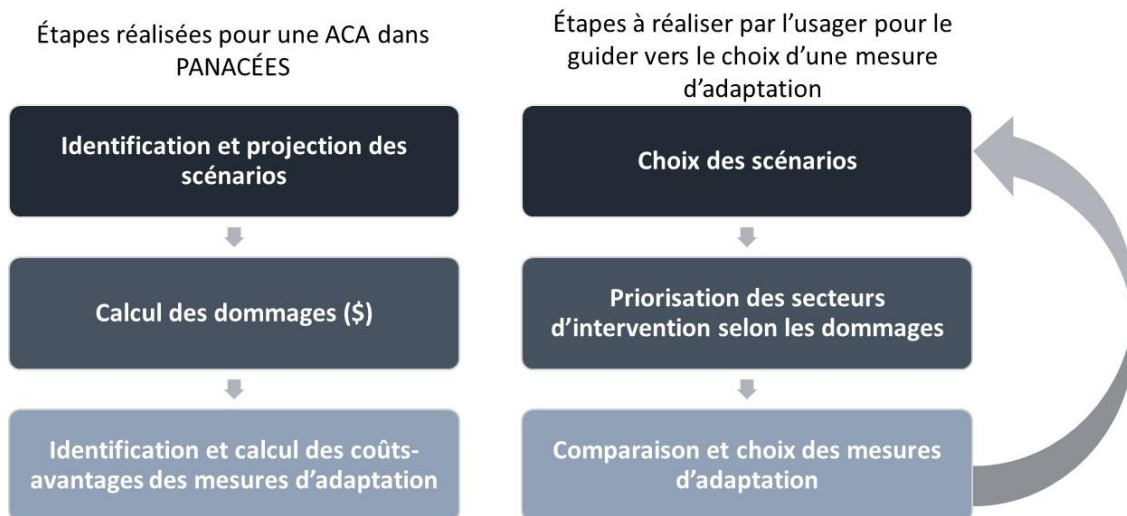 Étapes réalisées pour une ACA dans
PANACÉES
Identification et projection des
scénarios
Calcul des dommages ($)
Identification et calcul des coûts-
avantages des mesures d’adaptation
Étapes à réaliser par l’usager pour le
guider vers le choix d’une mesure
d’adaptation
Choix des scénarios
Priorisation des secteurs
d’intervention selon les dommages
Comparaison et choix des mesures
d’adaptation